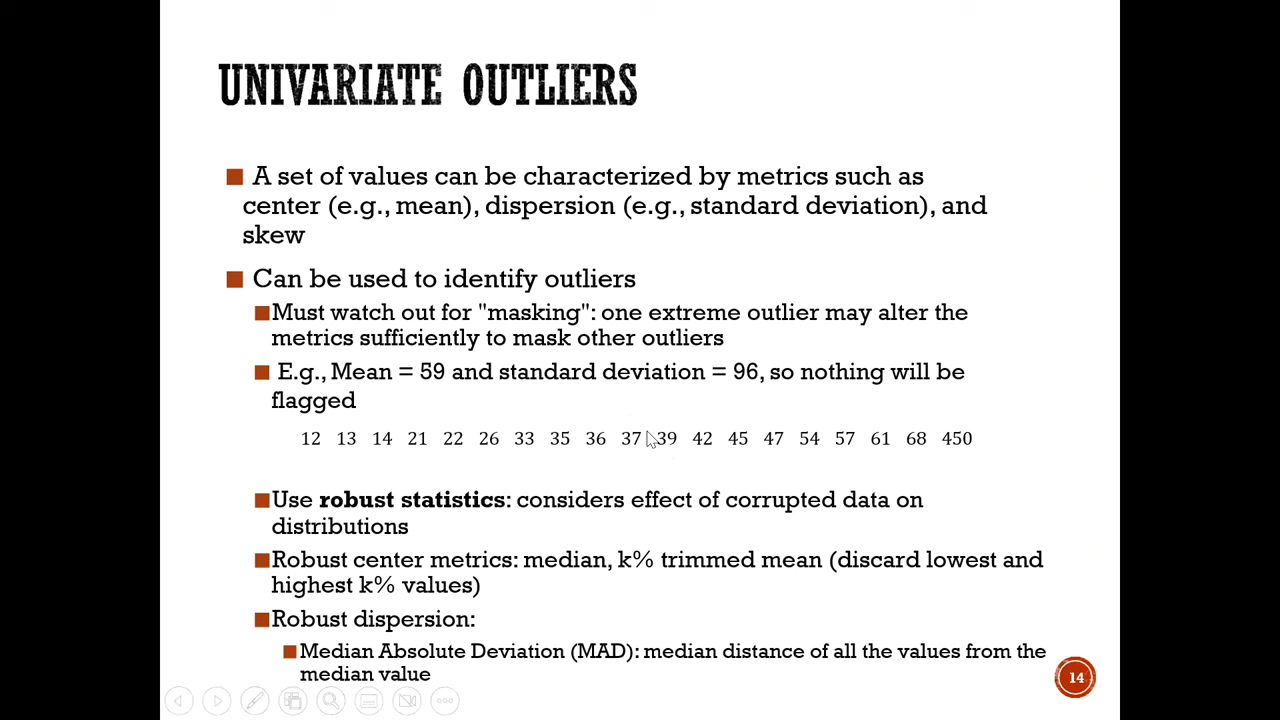 UNIVARIATE OUTLIERS
A set of values can be characterized by metrics such as
center (e.g., mean), dispersion (e.g., standard deviation), and
skew
Can be used to identify outliers
Must watch out for "masking": one extreme outlier may alter the
metrics sufficiently to mask other outliers
E.g., Mean = 59 and standard deviation = 96, so nothing will be
flagged
12 13 14 21 22 26 33 35 36 37 39 42 45 47 54 57 61 68 450
Use robust statistics: considers effect of corrupted data on
distributions
Robust center metrics: median, k% trimmed mean (discard lowest and
highest k% values)
Robust dispersion:
Median Absolute Deviation (MAD): median distance of all the values from the
median value
14